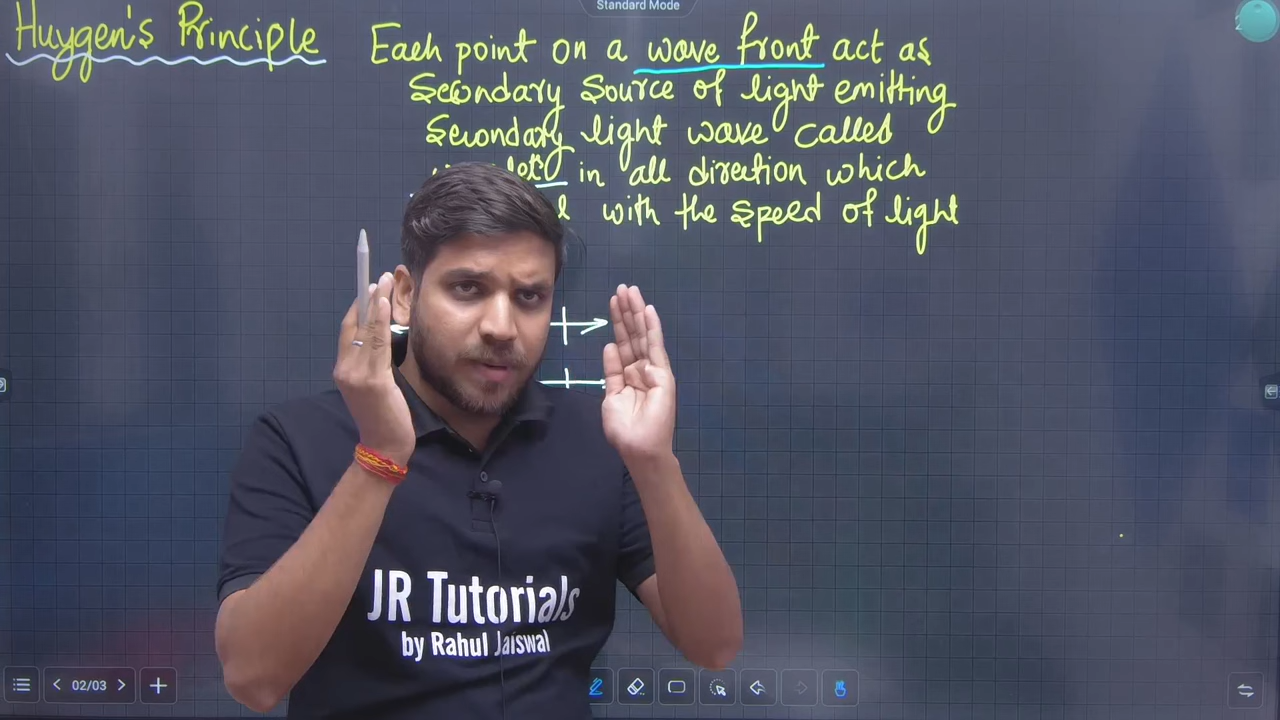 Standard Mode
Huygen's Principle
Each point on a wave front act as
Secondary Source of light emitting
Secondary light wave called
in all direction which
with the speed of light
JR Tutorials
by Rahul Jaiswal
02/03